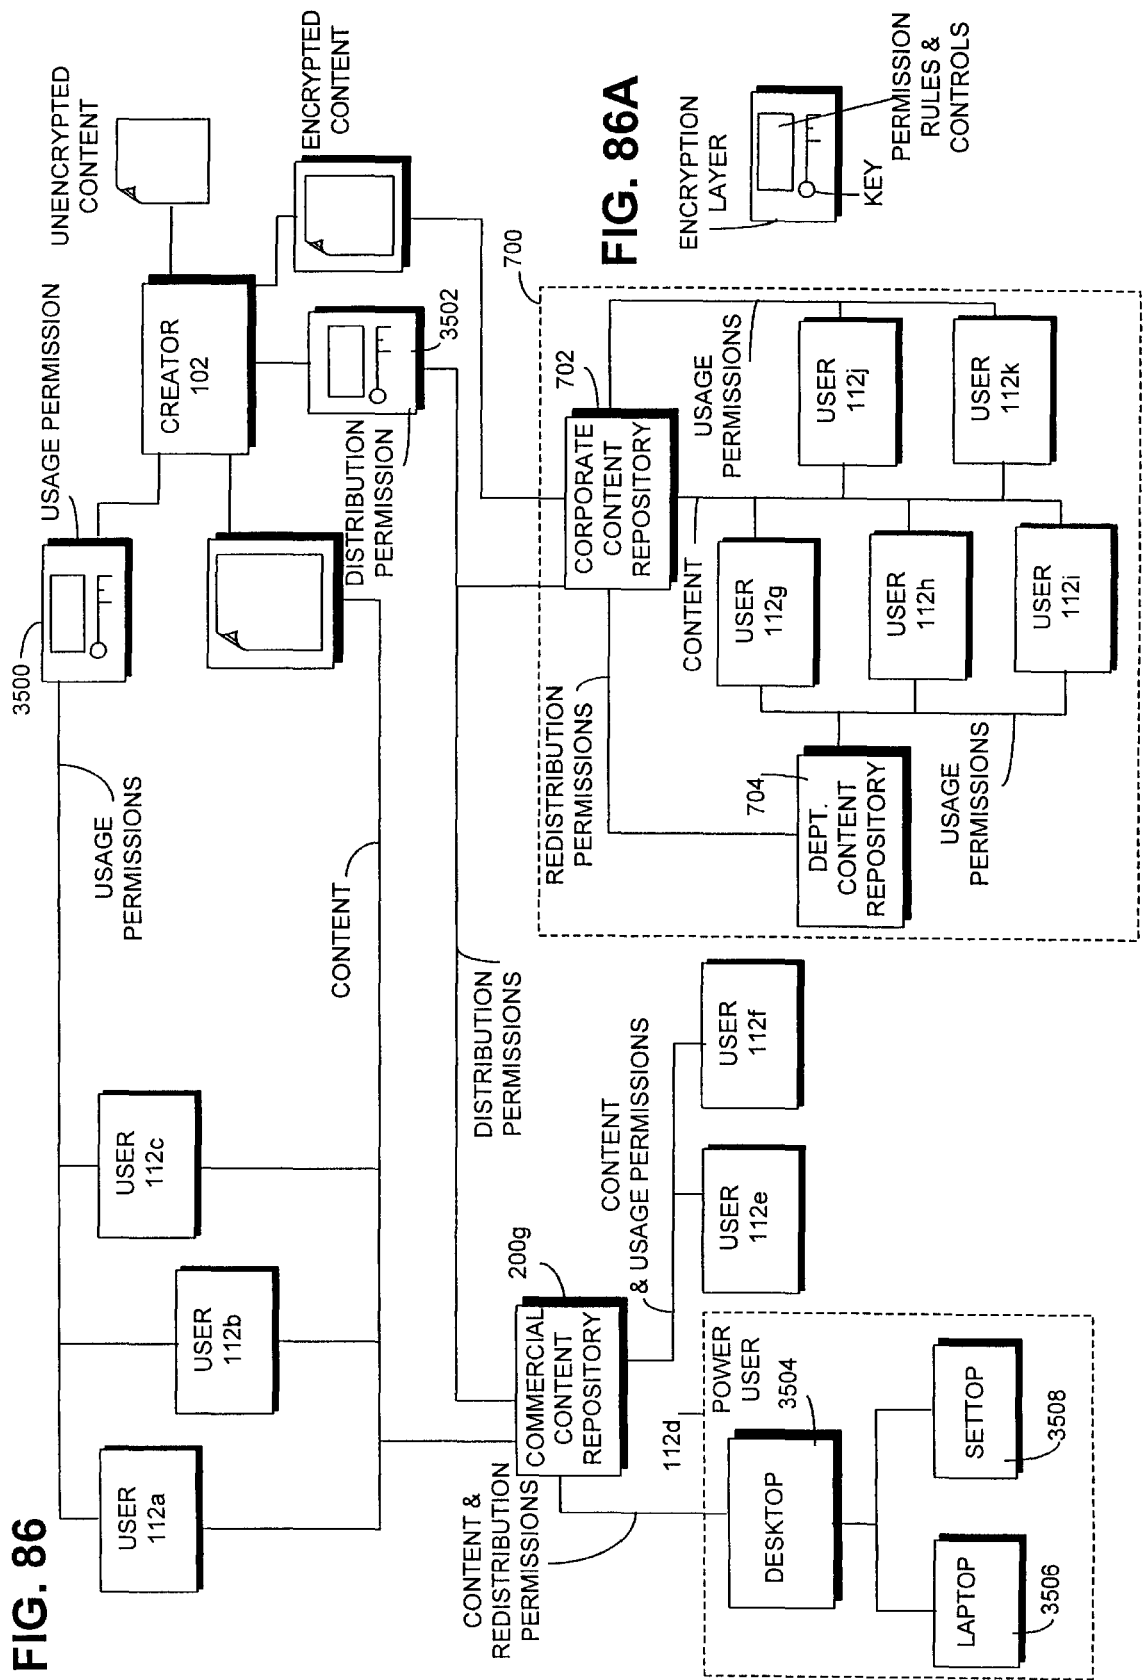 FIG. 86
USER
112a
USER
112b
USER
112c
USAGE
PERMISSIONS
CONTENT
3500
USAGE PERMISSION
CREATOR
102
UNENCRYPTED
CONTENT
ENCRYPTED
CONTENT
3502
DISTRIBUTION
PERMISSION
DISTRIBUTION
PERMISSIONS
COMMERCIAL
CONTENT
REPOSITORY
200g
CONTENT &
REDISTRIBUTION
PERMISSIONS
CONTENT
& USAGE PERMISSIONS
USER
112e
USER
112f
112d
POWER
USER
3504
DESKTOP
LAPTOP
3506
SETTOP
3508
700
CORPORATE
CONTENT
REPOSITORY
702
REDISTRIBUTION
PERMISSIONS
CONTENT
USAGE
PERMISSIONS
704
DEPT.
CONTENT
REPOSITORY
USER
112g
USER
112h
USER
112i
USER
112j
USER
112k
USAGE
PERMISSIONS
FIG. 86A
ENCRYPTION
LAYER
KEY
PERMISSION
RULES &
CONTROLS